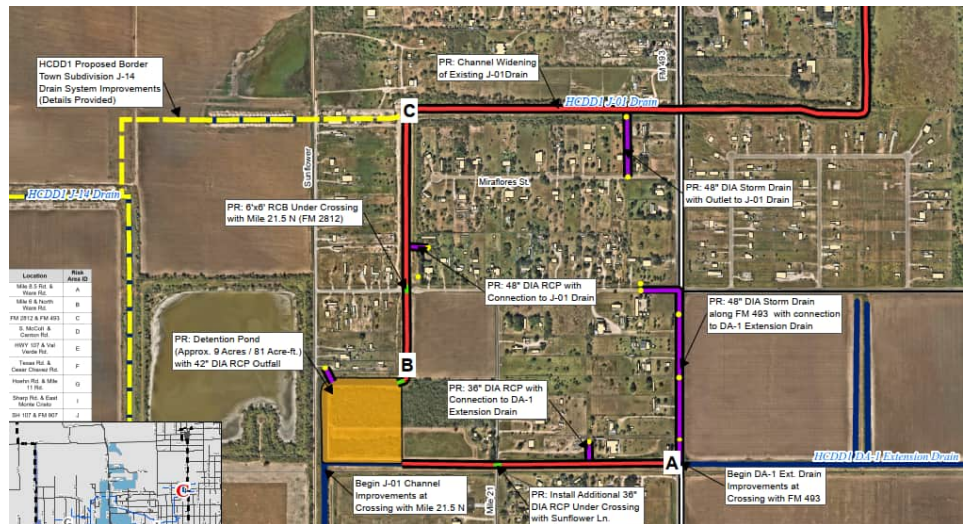 HCDD1 Proposed Border
Town Subdivision J-14
Drain System Improvements
(Details Provided)
PR: Channel Widening
of Existing J-01Drain
FM 493
HCDD1 J-01 Drain
C
Sunflower
Miraflores St.
HCDD1 J-14 Drain
PR: 6'x6' RCB Under Crossing
with Mile 21.5 N (FM 2812)
PR: 48" DIA Storm Drain
with Outlet to J-01 Drain
PR: 48" DIA RCP with
Connection to J-01 Drain
PR: 48" DIA Storm Drain
along FM 493 with connection
to DA-1 Extension Drain
Location Risk Area ID
Mile 8.5 Rd. & Ware Rd. A
Mile 6 & North Ware Rd. B
FM 2812 & FM 493 C
S. McColl & Canton Rd. D
HWY 107 & Val Verde Rd. E
Texas Rd. & Cesar Chavez Rd. F
Hoehn Rd. & Mile 11 Rd. G
Sharp Rd. & East Monte Cristo I
SH 107 & FM 907 J
PR: Detention Pond
(Approx. 9 Acres / 81 Acre-ft.)
with 42" DIA RCP Outfall
B
PR: 36" DIA RCP with
Connection to DA-1
Extension Drain
A
HCDD1 DA-1 Extension Drain
Begin J-01 Channel
Improvements at
Crossing with Mile 21.5 N
Mile 21
PR: Install Additional 36"
DIA RCP Under Crossing
with Sunflower Ln.
Begin DA-1 Ext. Drain
Improvements at
Crossing with FM 493
C
G